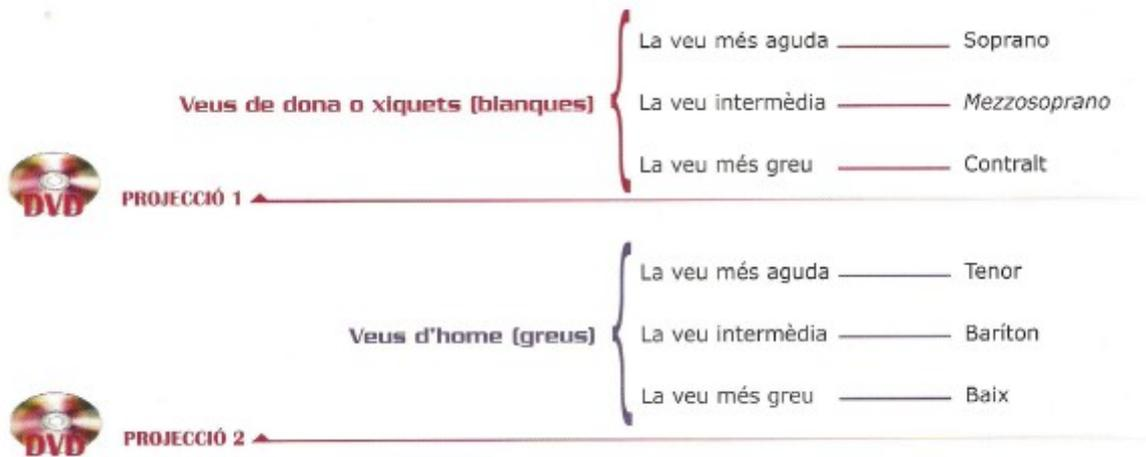 La veu més aguda Soprano
Veus de dona o xiquets (blanques) La veu intermèdia Mezzosoprano
La veu més greu Contralt
DVD PROJECCIÓ 1
La veu més aguda Tenor
Veus d'home (greus) La veu intermèdia Baríton
La veu més greu Baix
DVD PROJECCIÓ 2